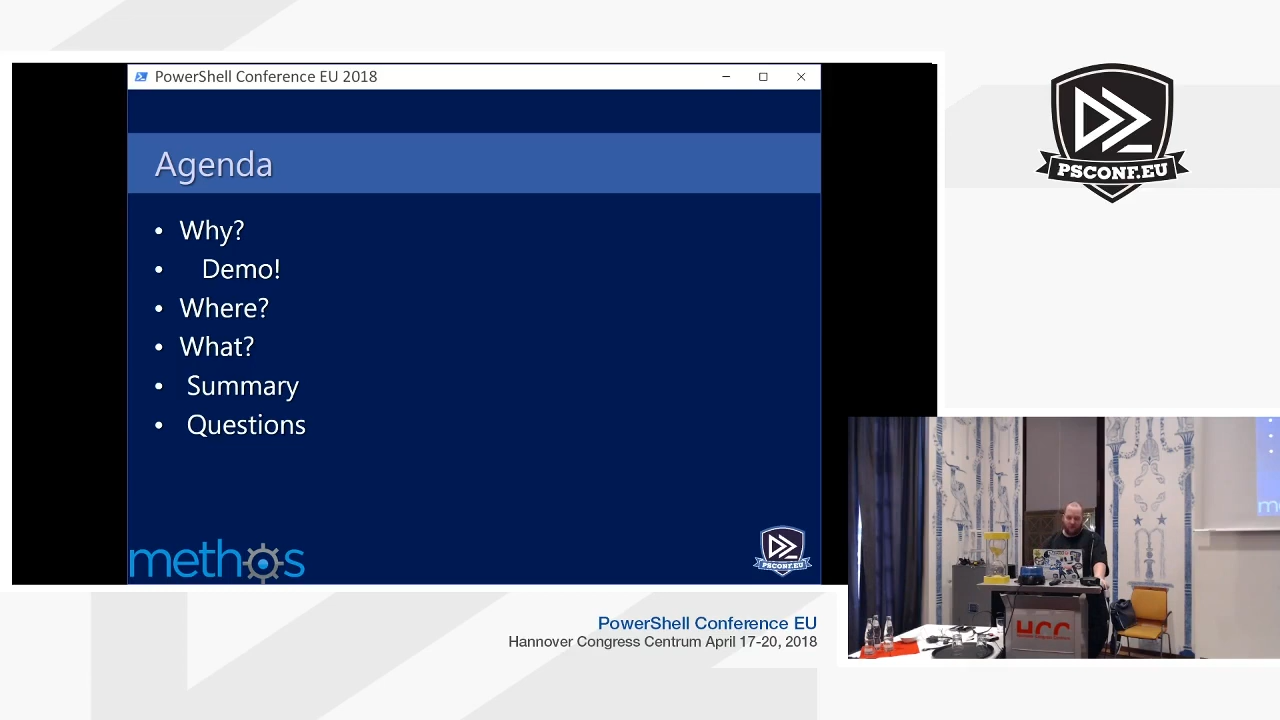 PowerShell Conference EU 2018
Agenda
• Why?
• Demo!
• Where?
• What?
• Summary
• Questions
methos
PSCONF.EU
PSCONF.EU
HCC
PowerShell Conference EU
Hannover Congress Centrum April 17-20, 2018